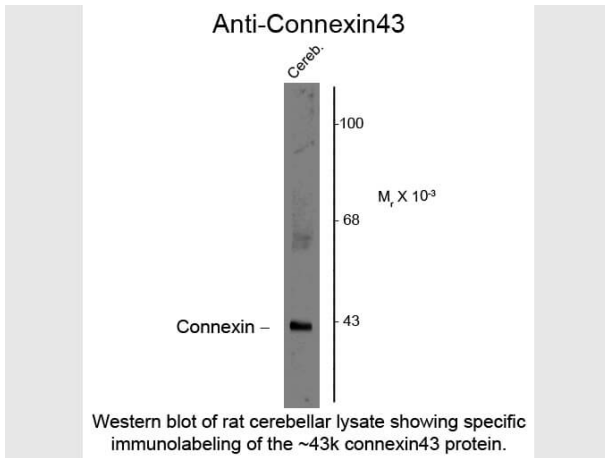 Anti-Connexin43
Cereb.
100
M_r X 10⁻³
68
43
Connexin –
Western blot of rat cerebellar lysate showing specific
immunolabeling of the ~43k connexin43 protein.